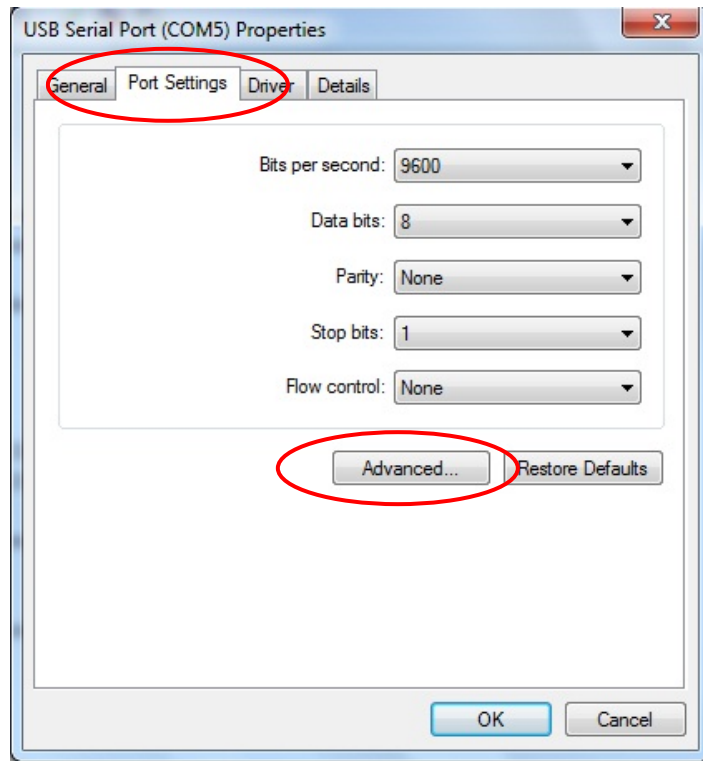 USB Serial Port (COM5) Properties
General Port Settings Driver Details
Bits per second: 9600
Data bits: 8
Parity: None
Stop bits: 1
Flow control: None
Advanced... Restore Defaults
OK Cancel